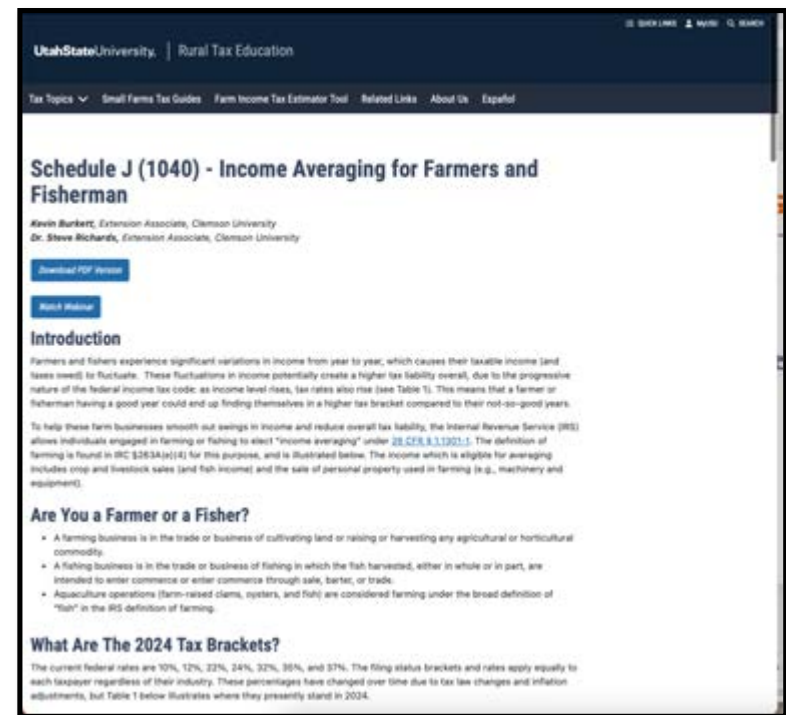 QUICK LINKS MyUSU SEARCH
UtahStateUniversity. | Rural Tax Education
Tax Topics Small Farms Tax Guides Farm Income Tax Estimator Tool Related Links About Us Español
Schedule J (1040) - Income Averaging for Farmers and
Fisherman
Kevin Burkett, Extension Associate, Clemson University
Dr. Steve Richards, Extension Associate, Clemson University
Download PDF Version
Watch Webinar
Introduction
Farmers and fishers experience significant variations in income from year to year, which causes their taxable income (and
taxes owed) to fluctuate. These fluctuations in income potentially create a higher tax liability overall, due to the progressive
nature of the federal income tax code: as income level rises, tax rates also rise (see Table 1). This means that a farmer or
fisherman having a good year could end up finding themselves in a higher tax bracket compared to their not-so-good years.
To help these farm businesses smooth out swings in income and reduce overall tax liability, the Internal Revenue Service (IRS)
allows individuals engaged in farming or fishing to elect "income averaging" under 26 CFR § 1.1301-1. The definition of
farming is found in IRC §263A(e)(4) for this purpose, and is illustrated below. The income which is eligible for averaging
includes crop and livestock sales (and fish income) and the sale of personal property used in farming (e.g., machinery and
equipment).
Are You a Farmer or a Fisher?
• A farming business is in the trade or business of cultivating land or raising or harvesting any agricultural or horticultural
commodity.
• A fishing business is in the trade or business of fishing in which the fish harvested, either in whole or in part, are
intended to enter commerce or enter commerce through sale, barter, or trade.
• Aquaculture operations (farm-raised clams, oysters, and fish) are considered farming under the broad definition of
"fish" in the IRS definition of farming.
What Are The 2024 Tax Brackets?
The current federal rates are 10%, 12%, 22%, 24%, 32%, 35%, and 37%. The filing status brackets and rates apply equally to
each taxpayer regardless of their industry. These percentages have changed over time due to tax law changes and inflation
adjustments, but Table 1 below illustrates where they presently stand in 2024.